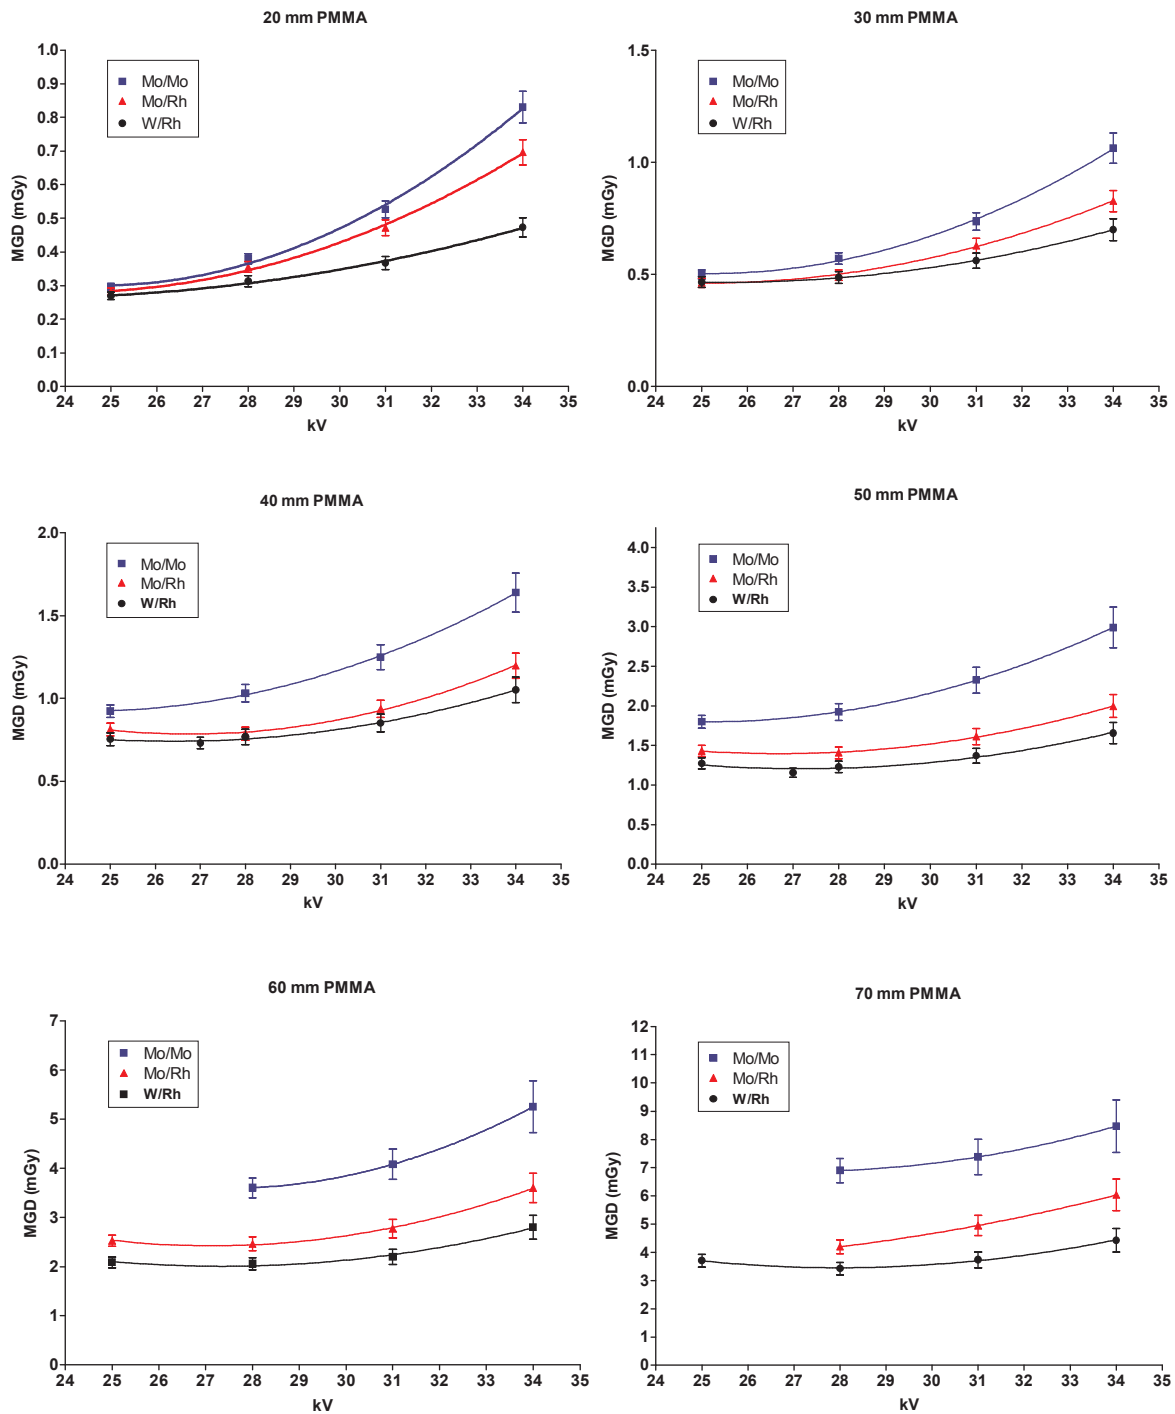 20 mm PMMA
1.0
0.9
0.8
0.7
0.6
0.5
0.4
0.3
0.2
0.1
0.0
MGD (mGy)
Mo/Mo
Mo/Rh
W/Rh
24 25 26 27 28 29 30 31 32 33 34 35
kV
30 mm PMMA
1.5
1.0
0.5
0.0
MGD (mGy)
Mo/Mo
Mo/Rh
W/Rh
24 25 26 27 28 29 30 31 32 33 34 35
kV
40 mm PMMA
2.0
1.5
1.0
0.5
0.0
MGD (mGy)
Mo/Mo
Mo/Rh
W/Rh
24 25 26 27 28 29 30 31 32 33 34 35
kV
50 mm PMMA
4.0
3.5
3.0
2.5
2.0
1.5
1.0
0.5
0.0
MGD (mGy)
Mo/Mo
Mo/Rh
W/Rh
24 25 26 27 28 29 30 31 32 33 34 35
kV
60 mm PMMA
7
6
5
4
3
2
1
0
MGD (mGy)
Mo/Mo
Mo/Rh
W/Rh
24 25 26 27 28 29 30 31 32 33 34 35
kV
70 mm PMMA
12
11
10
9
8
7
6
5
4
3
2
1
0
MGD (mGy)
Mo/Mo
Mo/Rh
W/Rh
24 25 26 27 28 29 30 31 32 33 34 35
kV